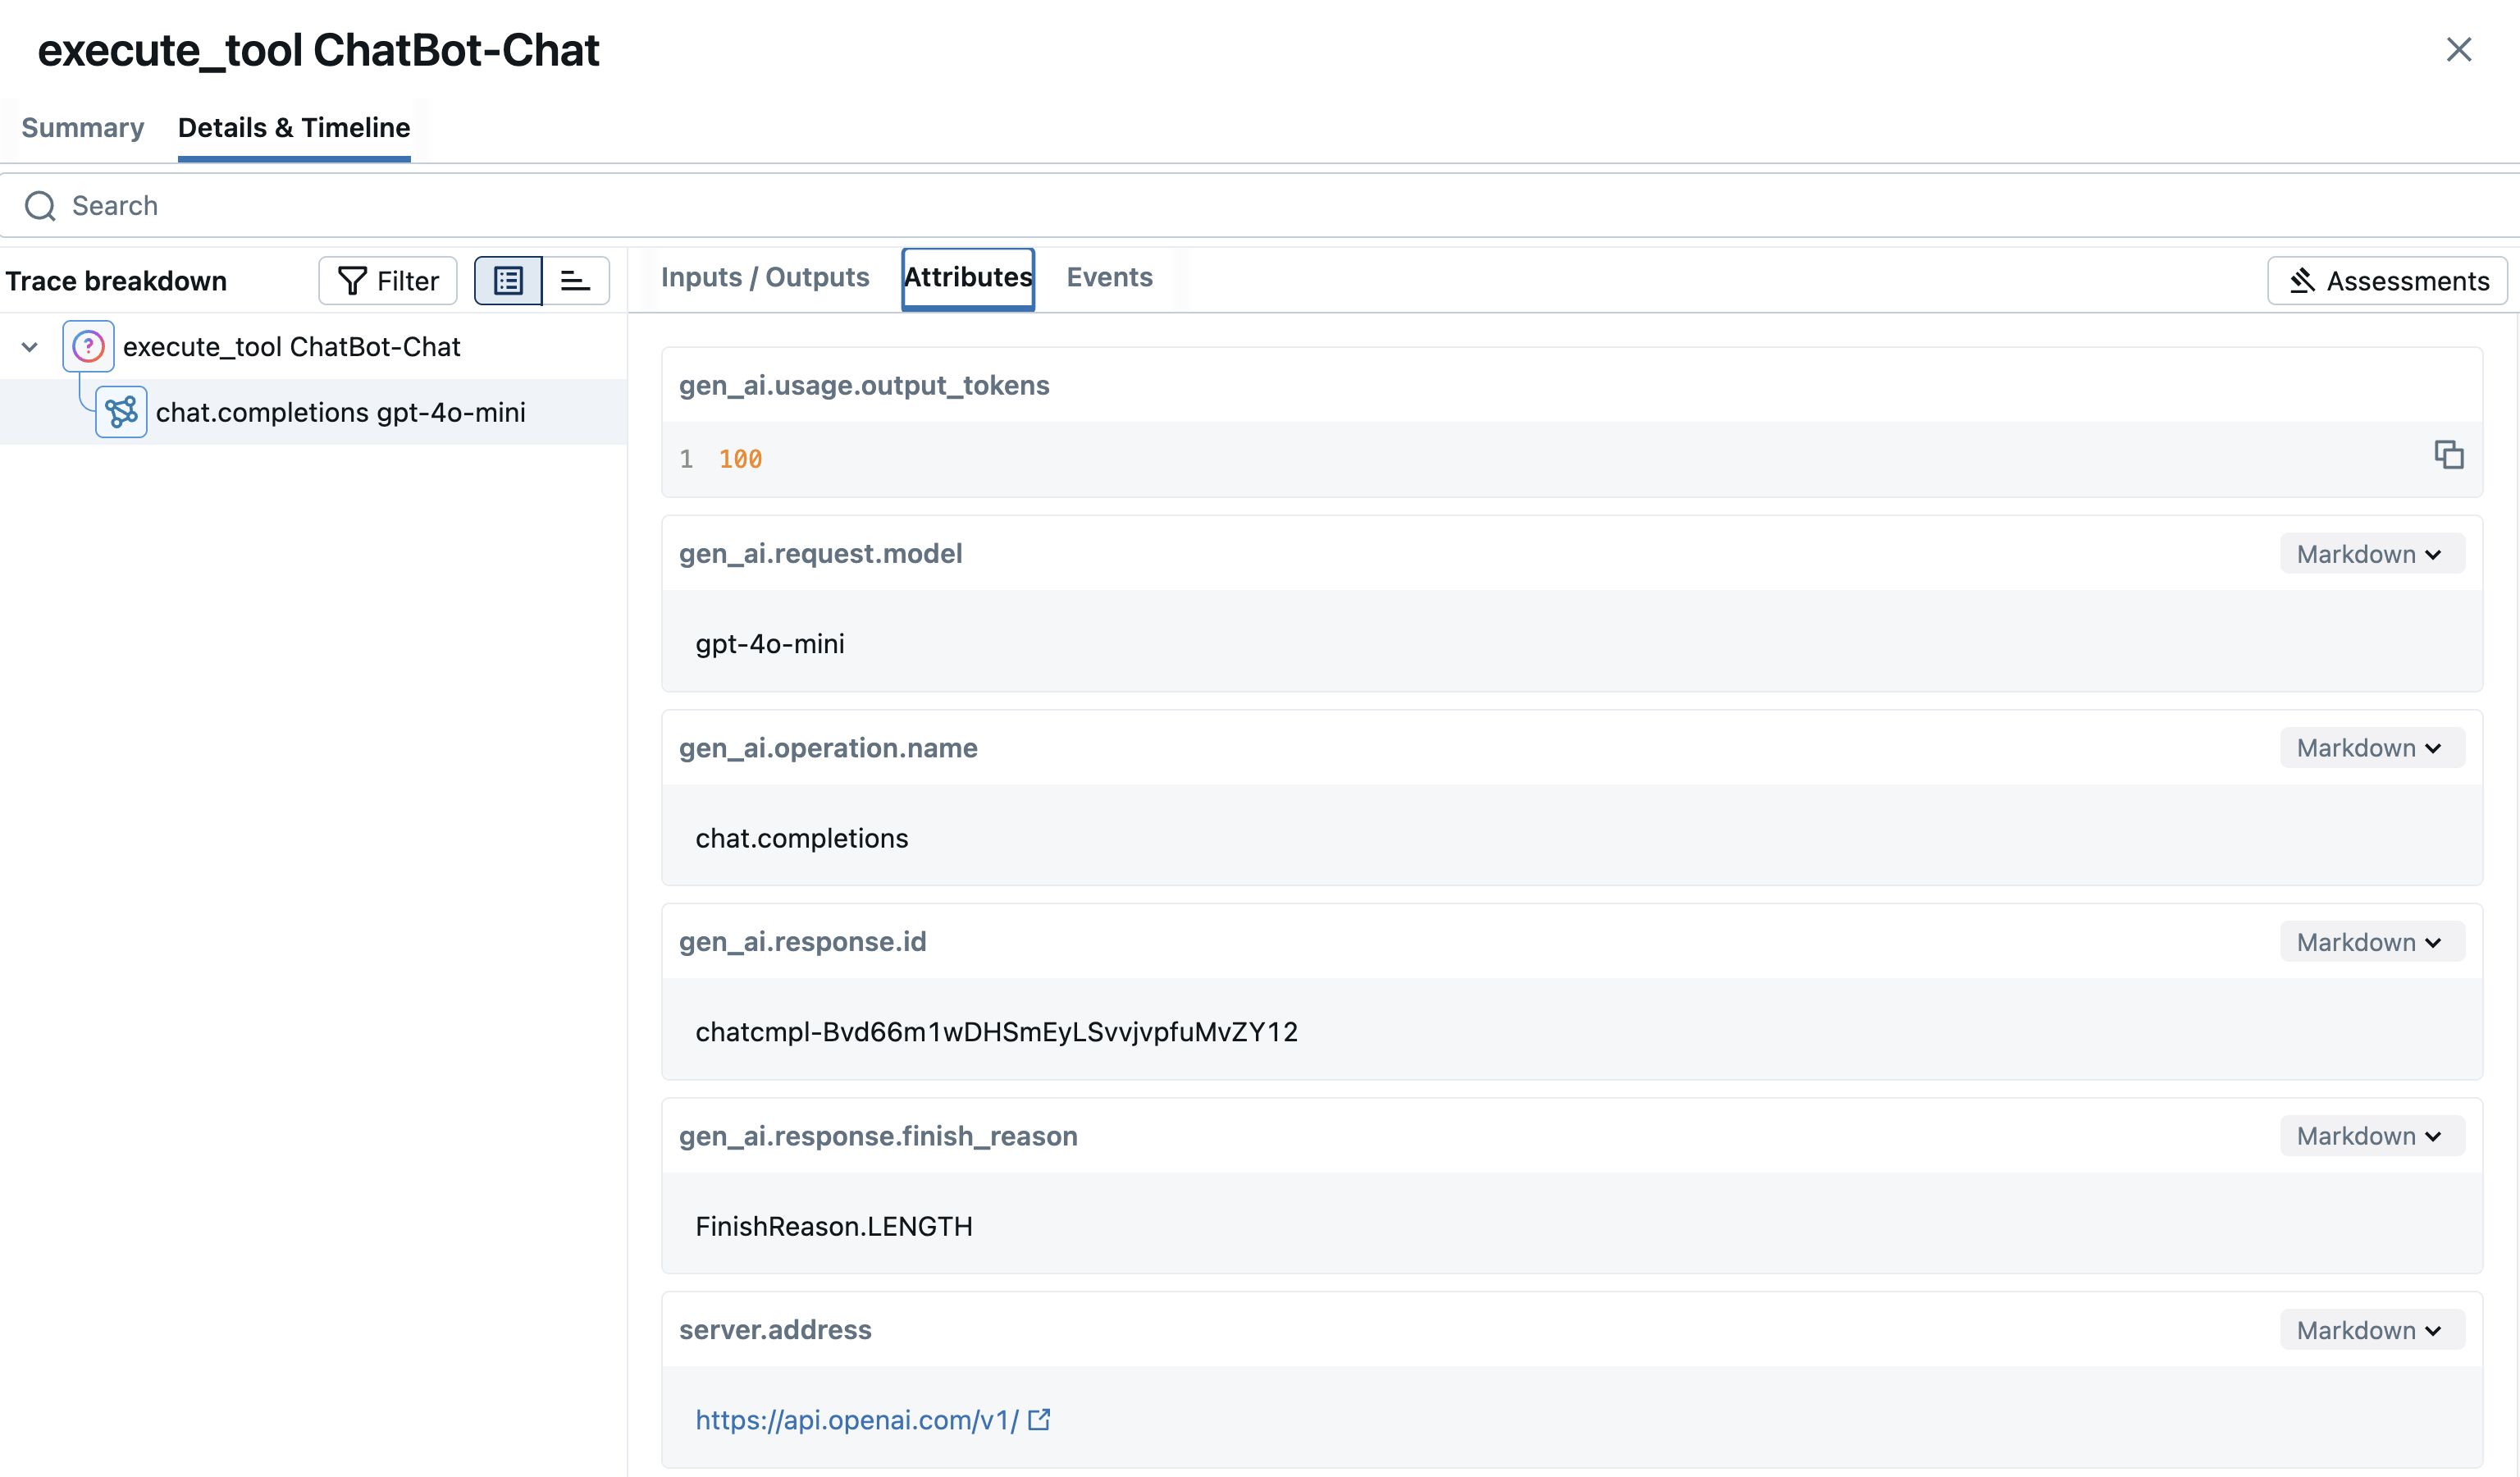 execute_tool ChatBot-Chat
Summary
Details & Timeline
Search
Trace breakdown
Filter
execute_tool ChatBot-Chat
chat.completions gpt-4o-mini
Inputs / Outputs
Attributes
Events
Assessments
gen_ai.usage.output_tokens
1 100
gen_ai.request.model
Markdown
gpt-4o-mini
gen_ai.operation.name
Markdown
chat.completions
gen_ai.response.id
Markdown
chatcmpl-Bvd66m1wDHSmEyLSvvjvpfuMvZY12
gen_ai.response.finish_reason
Markdown
FinishReason.LENGTH
server.address
Markdown
https://api.openai.com/v1/